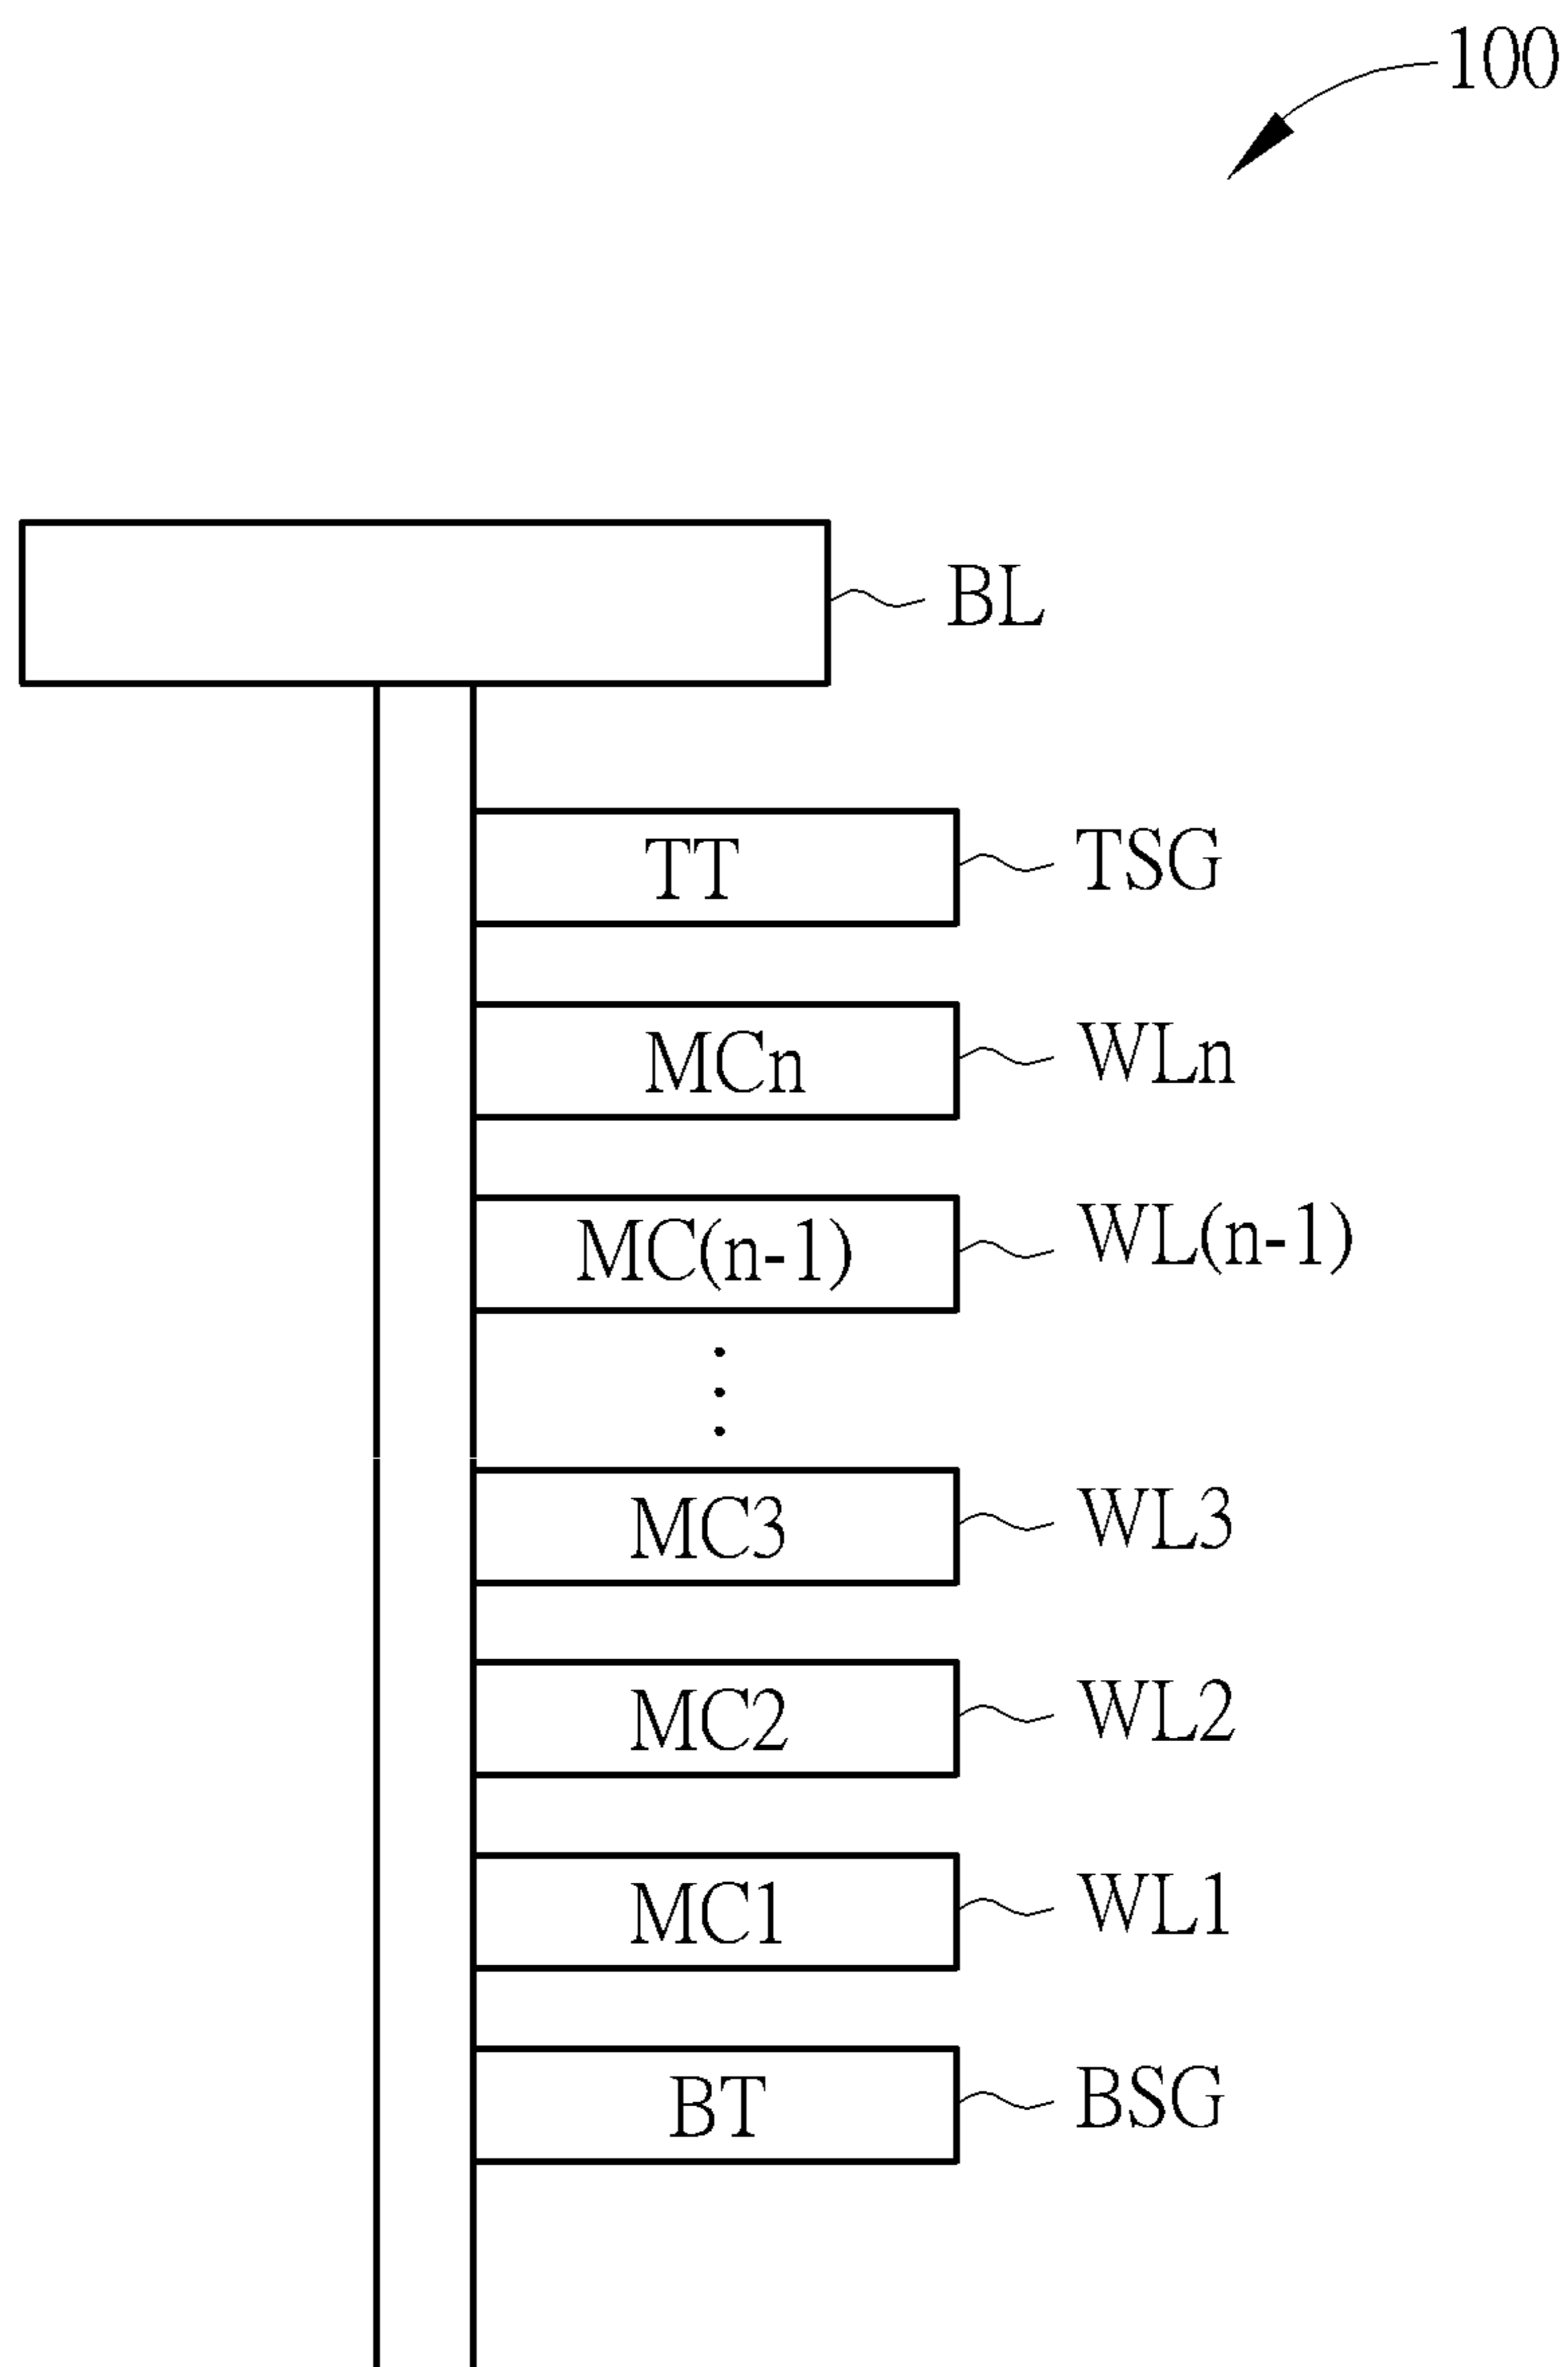 100
BL
TT TSG
MCn WLn
MC(n-1) WL(n-1)
MC3 WL3
MC2 WL2
MC1 WL1
BT BSG